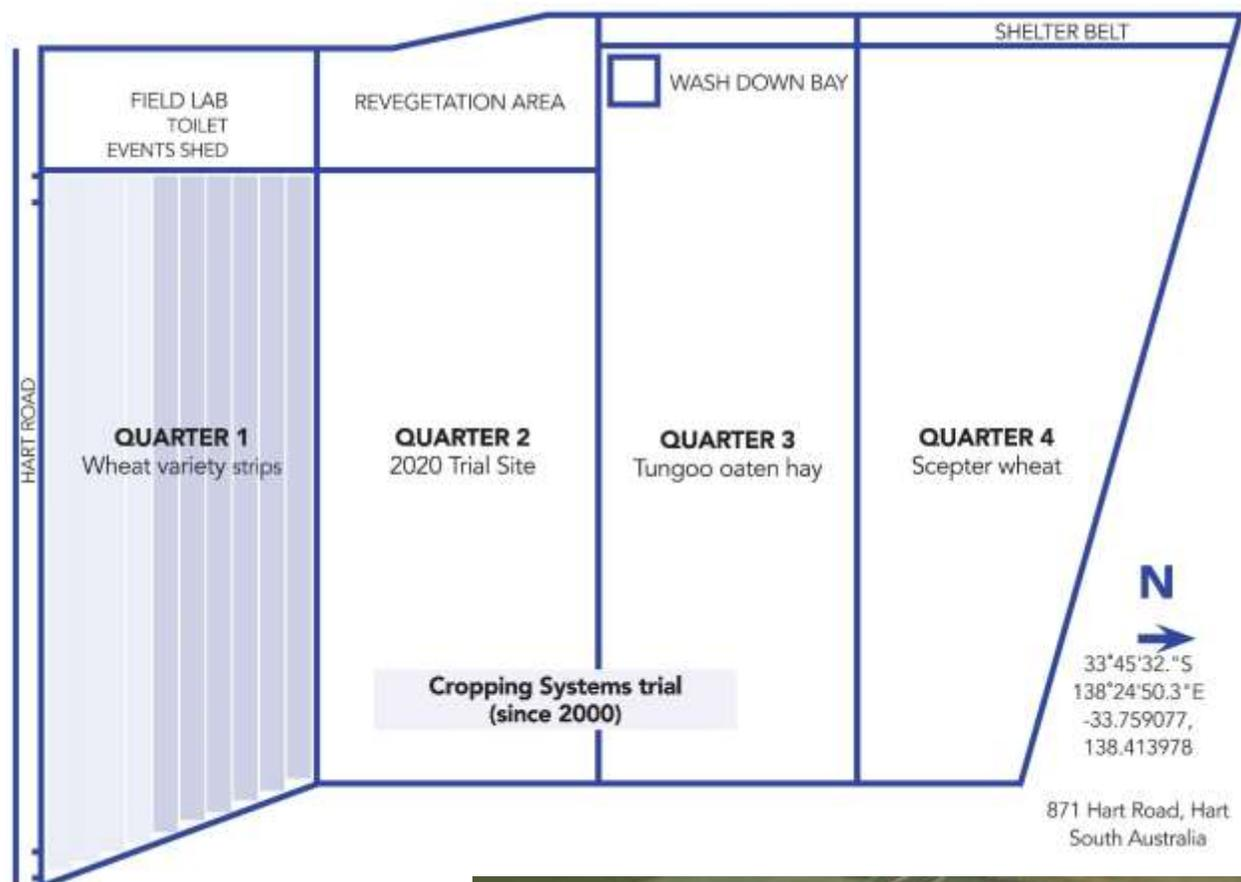 SHELTER BELT
FIELD LAB
TOILET
EVENTS SHED
REVEGETATION AREA
WASH DOWN BAY
HART ROAD
QUARTER 1
Wheat variety strips
QUARTER 2
2020 Trial Site
QUARTER 3
Tungoo oaten hay
QUARTER 4
Scepter wheat
N
Cropping Systems trial
(since 2000)
33°45'32."S
138°24'50.3"E
-33.759077,
138.413978
871 Hart Road, Hart
South Australia